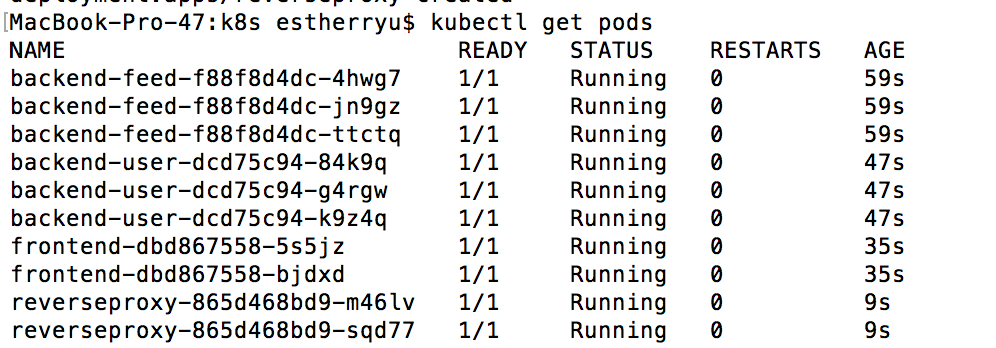 deployment.apps/reverseproxy created
[MacBook-Pro-47:k8s estherryu$ kubectl get pods
NAME READY STATUS RESTARTS AGE
backend-feed-f88f8d4dc-4hwg7 1/1 Running 0 59s
backend-feed-f88f8d4dc-jn9gz 1/1 Running 0 59s
backend-feed-f88f8d4dc-ttctq 1/1 Running 0 59s
backend-user-dcd75c94-84k9q 1/1 Running 0 47s
backend-user-dcd75c94-g4rgw 1/1 Running 0 47s
backend-user-dcd75c94-k9z4q 1/1 Running 0 47s
frontend-dbd867558-5s5jz 1/1 Running 0 35s
frontend-dbd867558-bjdxd 1/1 Running 0 35s
reverseproxy-865d468bd9-m46lv 1/1 Running 0 9s
reverseproxy-865d468bd9-sqd77 1/1 Running 0 9s